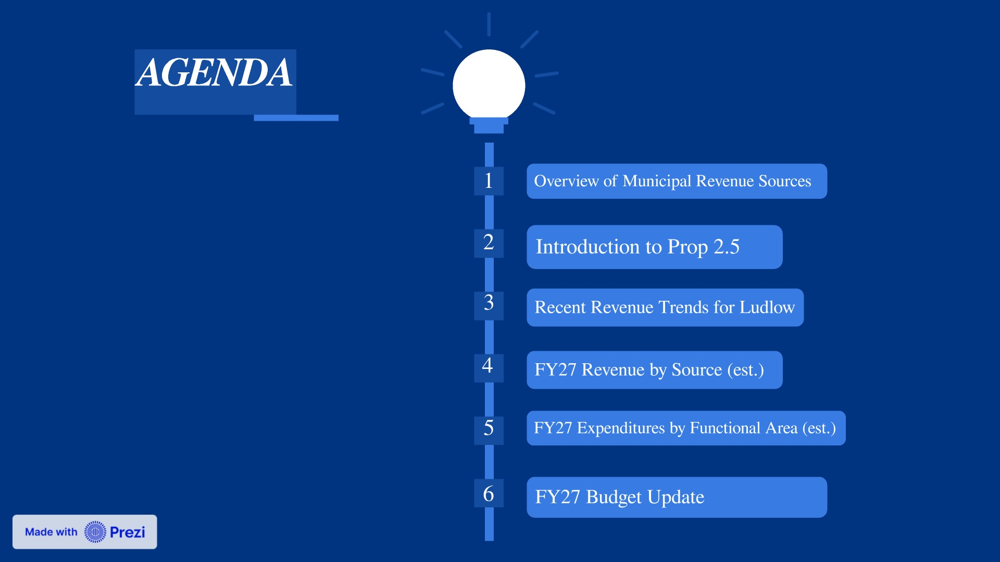 AGENDA
1
Overview of Municipal Revenue Sources
2
Introduction to Prop 2.5
3
Recent Revenue Trends for Ludlow
4
FY27 Revenue by Source (est.)
5
FY27 Expenditures by Functional Area (est.)
6
FY27 Budget Update
Made with Prezi